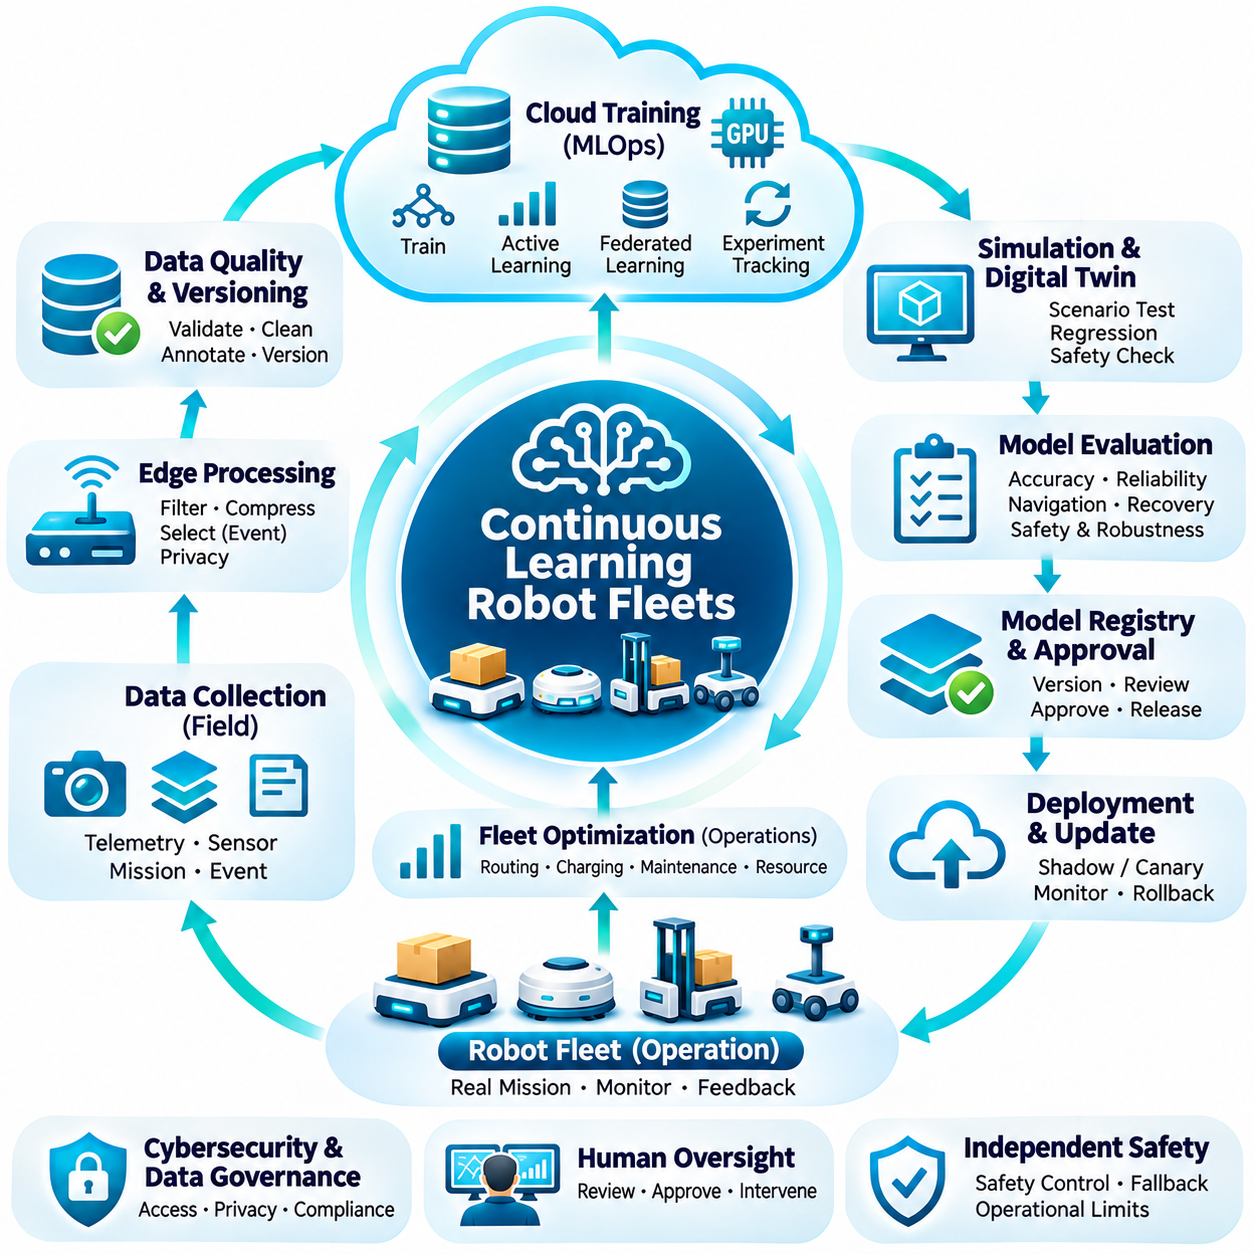 Cloud Training
(MLOps)
GPU
Train
Active
Learning
Federated
Learning
Experiment
Tracking
Data Quality
& Versioning
Validate · Clean
Annotate · Version
Edge Processing
Filter · Compress
Select (Event)
Privacy
Data Collection
(Field)
Telemetry · Sensor
Mission · Event
Continuous
Learning
Robot Fleets
Fleet Optimization (Operations)
Routing · Charging · Maintenance · Resource
Robot Fleet (Operation)
Real Mission · Monitor · Feedback
Simulation &
Digital Twin
Scenario Test
Regression
Safety Check
Model Evaluation
Accuracy · Reliability
Navigation · Recovery
Safety & Robustness
Model Registry
& Approval
Version · Review
Approve · Release
Deployment
& Update
Shadow / Canary
Monitor · Rollback
Cybersecurity &
Data Governance
Access · Privacy · Compliance
Human Oversight
Review · Approve · Intervene
Independent Safety
Safety Control · Fallback
Operational Limits